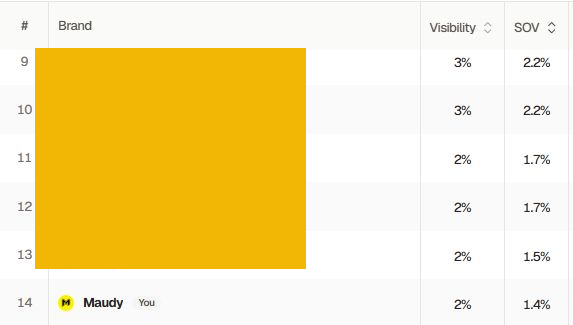 # Brand Visibility SOV
9 3% 2.2%
10 3% 2.2%
11 2% 1.7%
12 2% 1.7%
13 2% 1.5%
14 M Maudy You 2% 1.4%